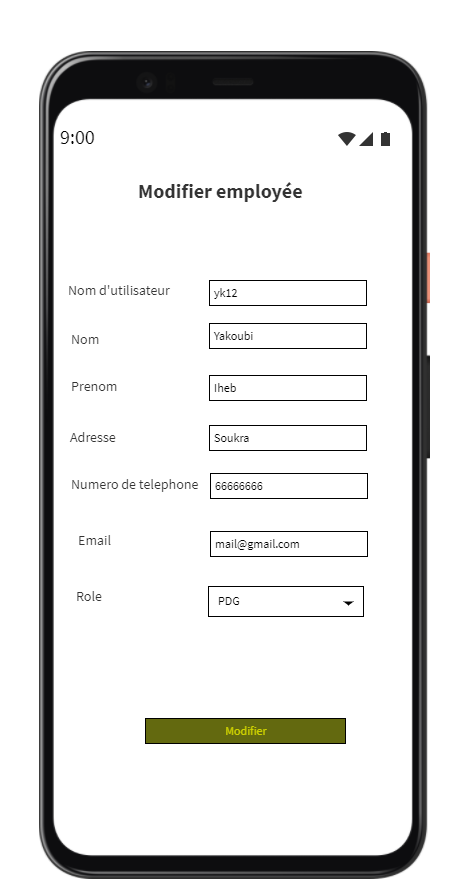 9:00
Modifier employée
Nom d'utilisateur yk12
Nom Yakoubi
Prenom Iheb
Adresse Soukra
Numero de telephone 66666666
Email mail@gmail.com
Role PDG
Modifier